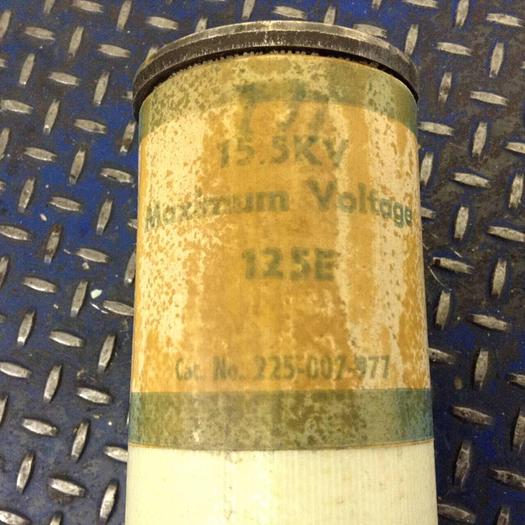 15.5KV
Maximum Voltage
125E
Cat. No. 225-007-977